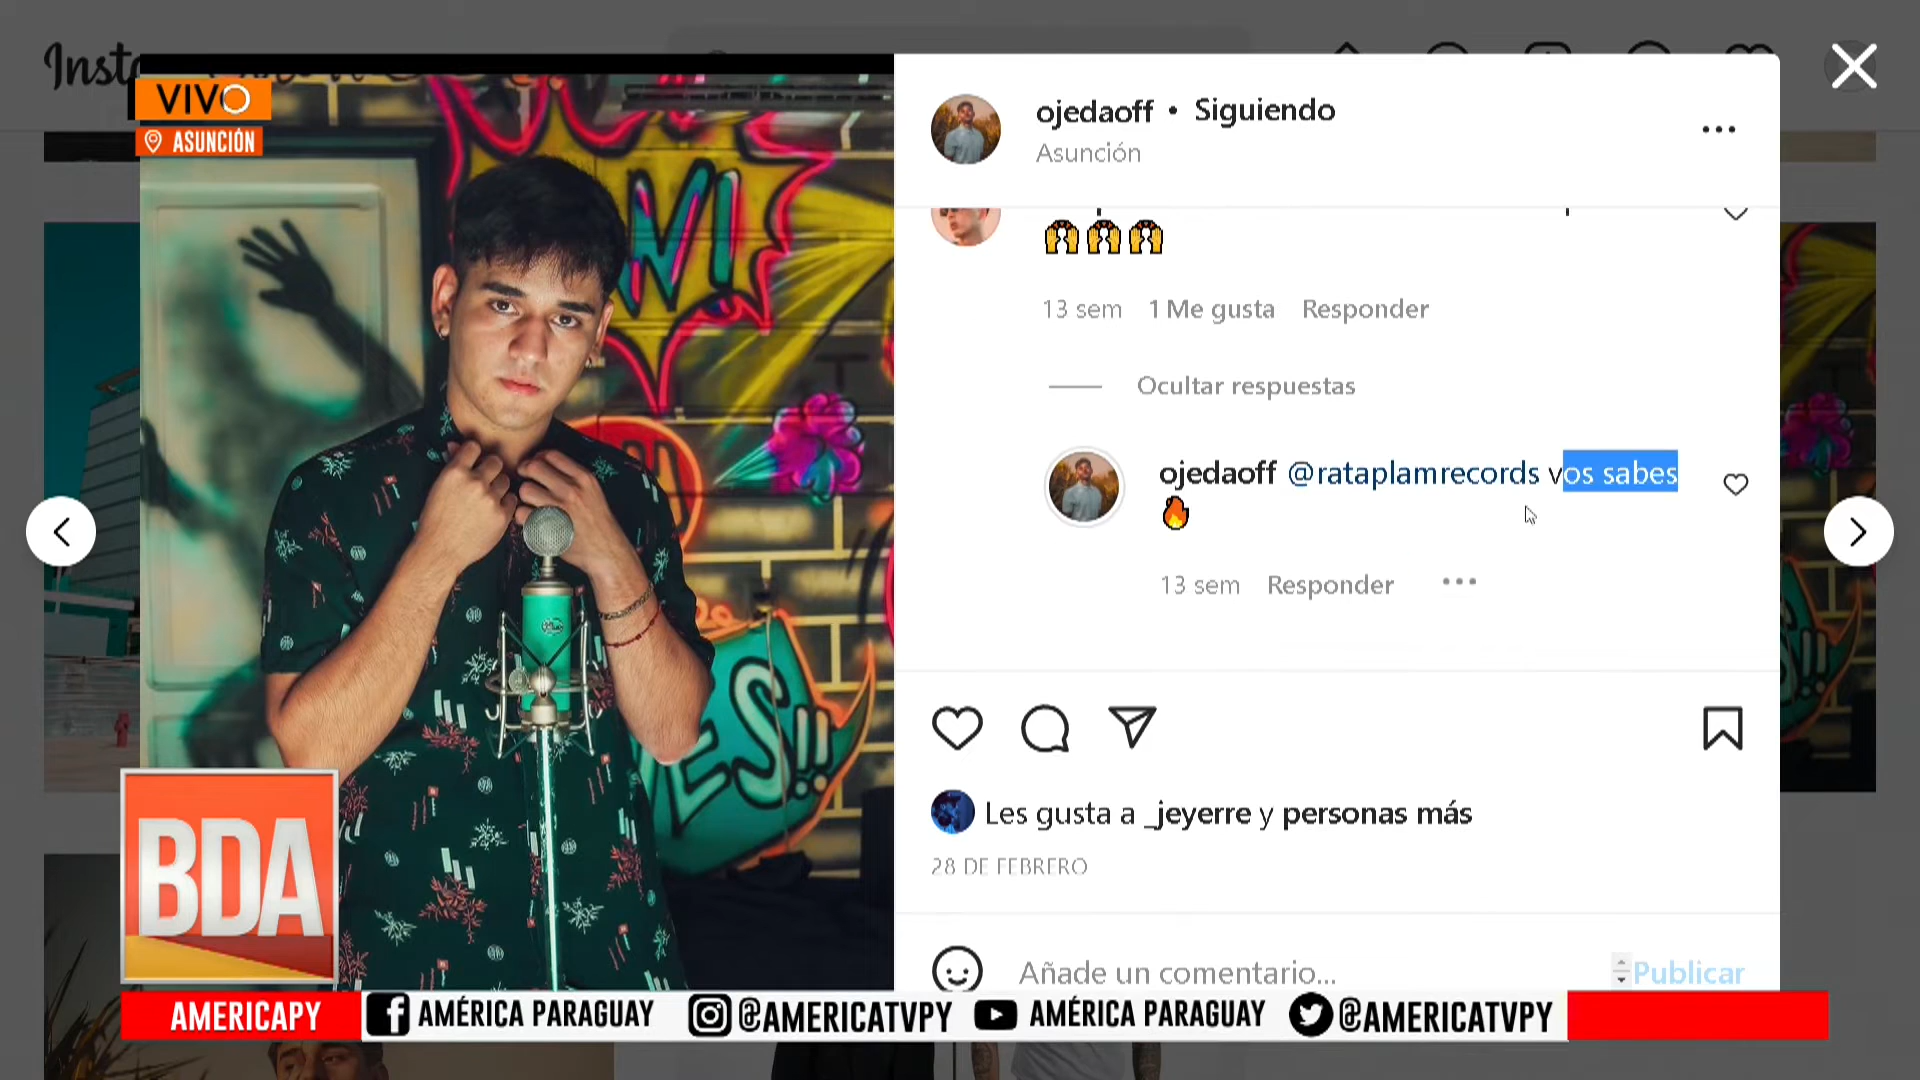 Inst
VIVO
ASUNCIÓN
ojedaoff • Siguiendo
Asunción
13 sem 1 Me gusta Responder
Ocultar respuestas
ojedaoff @rataplamrecords vos sabes
13 sem Responder
Les gusta a _jeyerre y personas más
28 DE FEBRERO
Añade un comentario...
Publicar
BDA
AMERICAPY
AMÉRICA PARAGUAY
@AMERICATVPY
AMÉRICA PARAGUAY
@AMERICATVPY